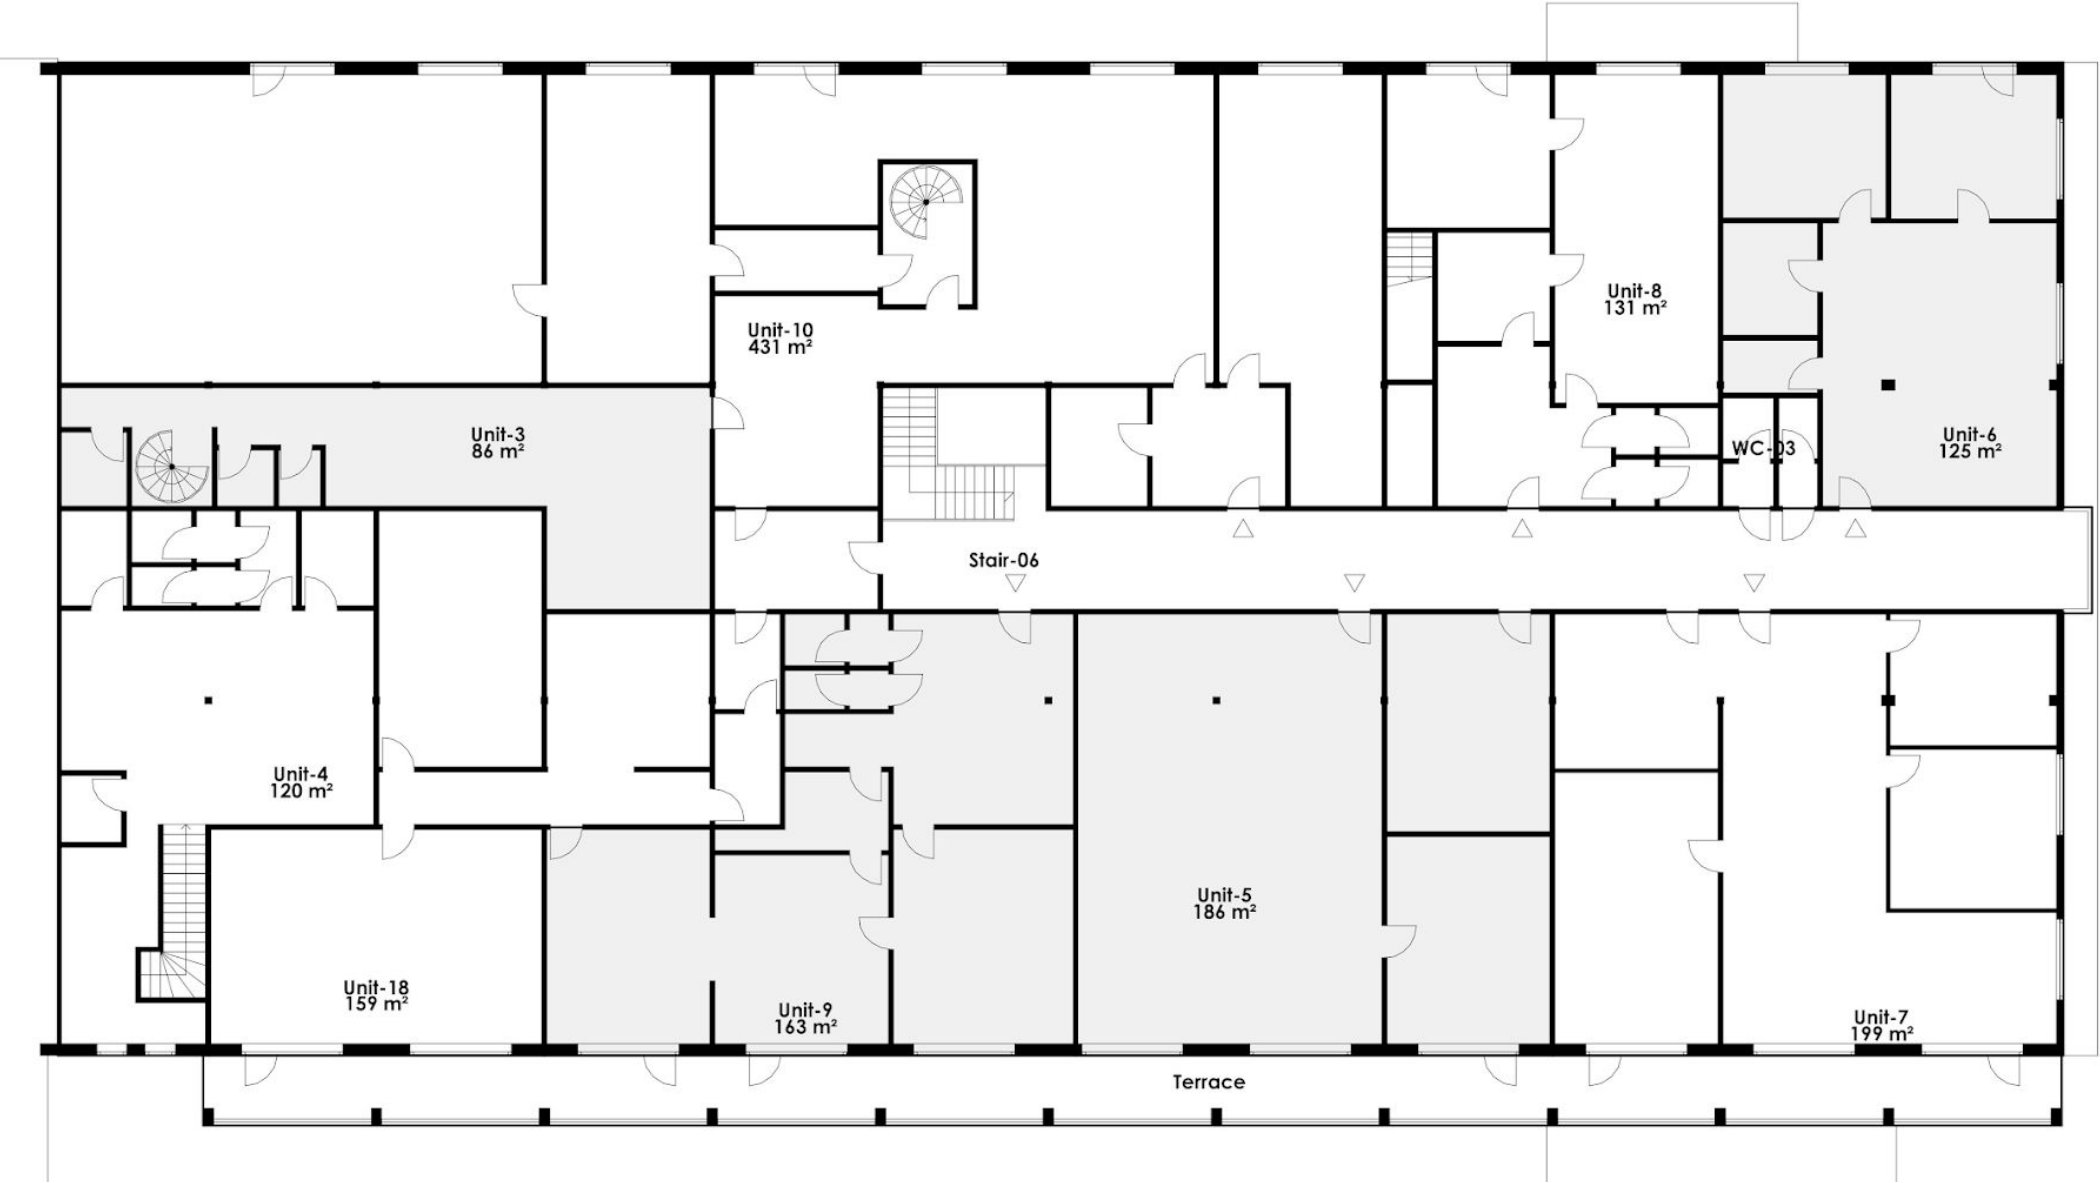 Unit-8
131 m²
Unit-10
431 m²
Unit-3
86 m²
WC-03
Unit-6
125 m²
Stair-06
Unit-4
120 m²
Unit-5
186 m²
Unit-18
159 m²
Unit-9
163 m²
Unit-7
199 m²
Terrace